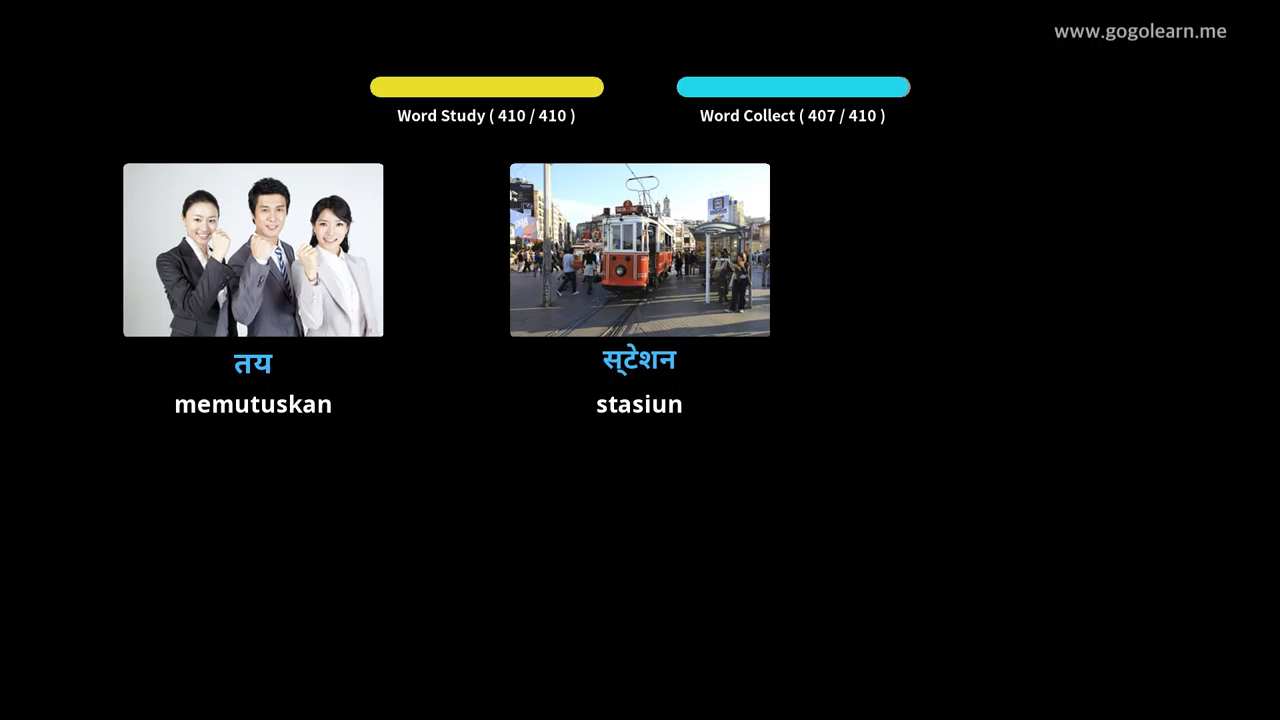 www.gogolearn.me
Word Study ( 410 / 410 )
Word Collect ( 407 / 410 )
तय
स्टेशन
memutuskan
stasiun